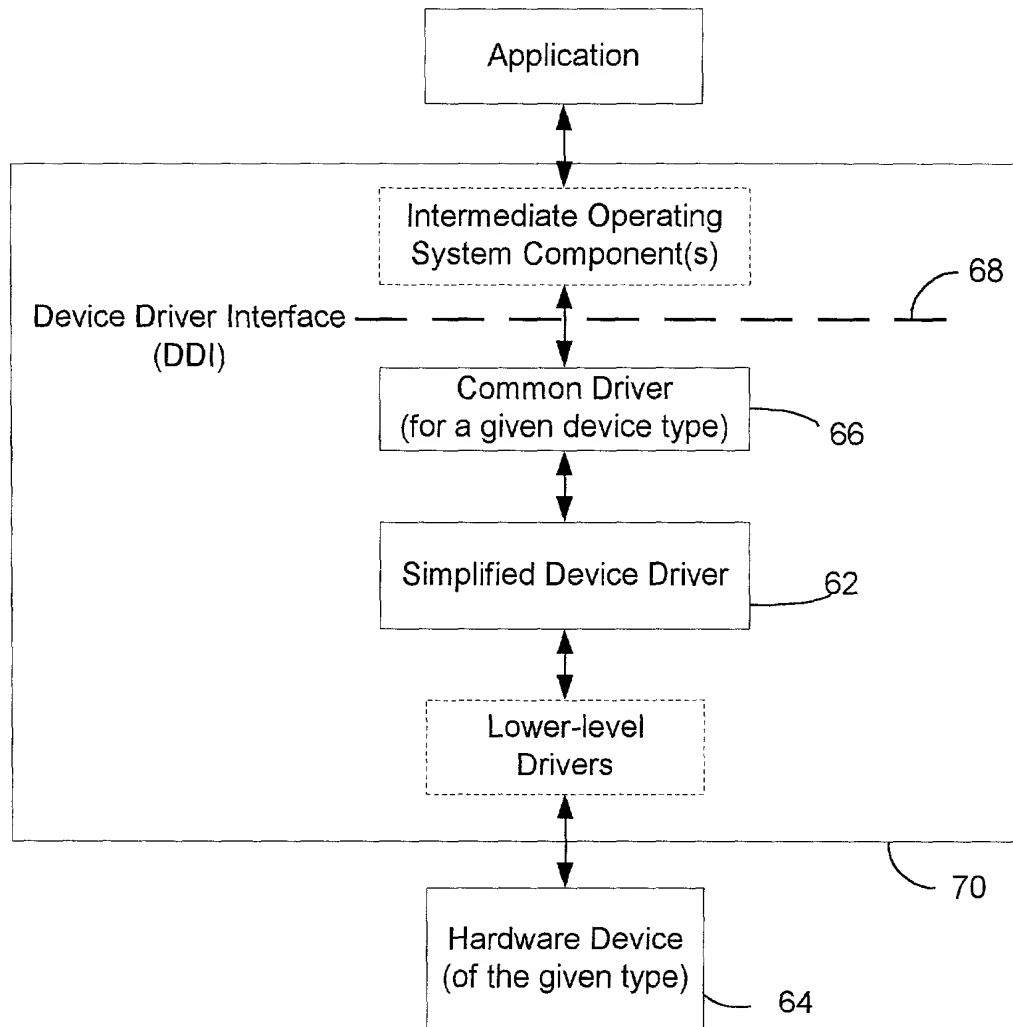 Application
Intermediate Operating
System Component(s)
68
Device Driver Interface
(DDI)
Common Driver
(for a given device type)
66
Simplified Device Driver
62
Lower-level
Drivers
70
Hardware Device
(of the given type)
64